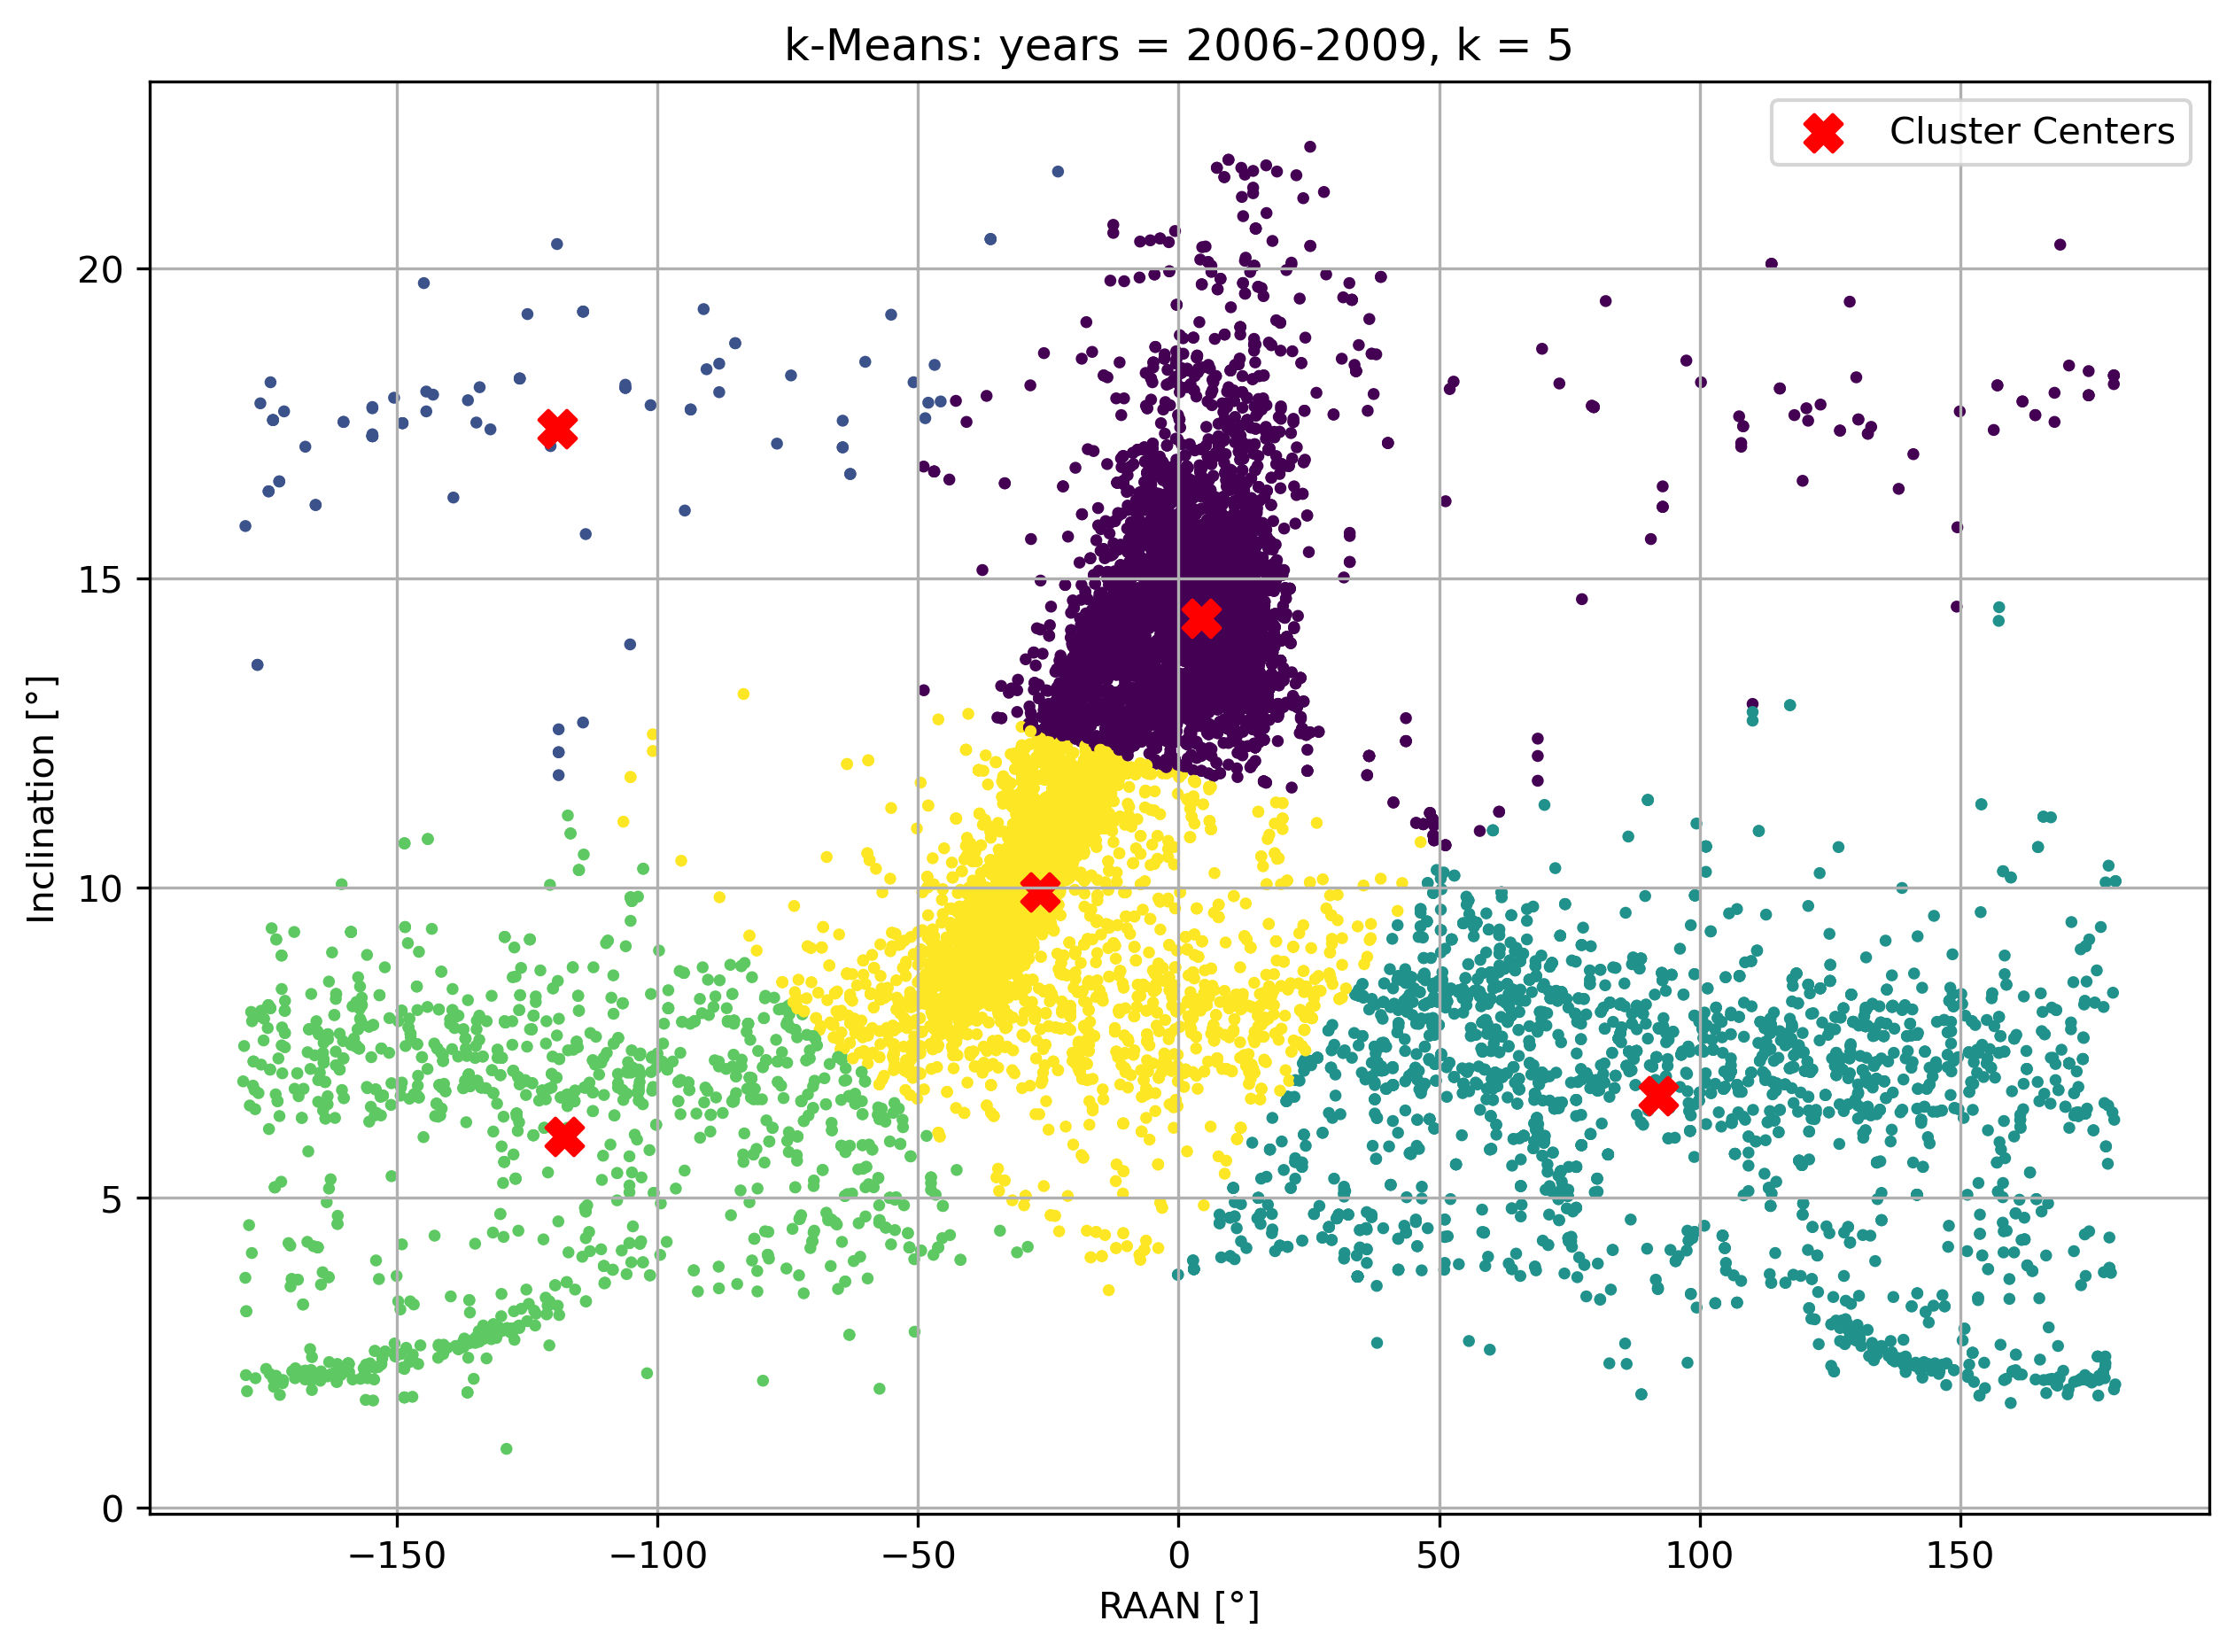 k-Means: years = 2006-2009, k = 5
Cluster Centers
Inclination [°]
20
15
10
5
0
−150 −100 −50 0 50 100 150
RAAN [°]